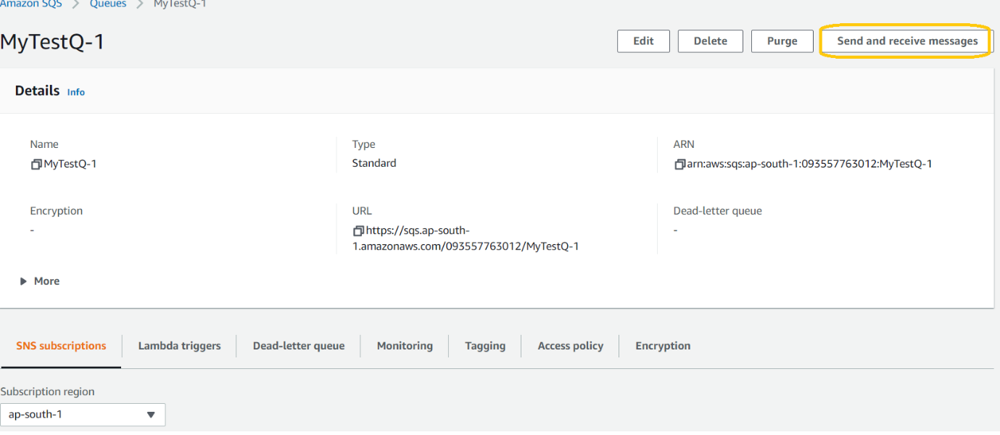 Amazon SQS > Queues > MyTestQ-1
MyTestQ-1
Edit Delete Purge Send and receive messages
Details Info
Name Type ARN
MyTestQ-1 Standard arn:aws:sqs:ap-south-1:093557763012:MyTestQ-1
Encryption URL Dead-letter queue
- https://sqs.ap-south- -
1.amazonaws.com/093557763012/MyTestQ-1
More
SNS subscriptions Lambda triggers Dead-letter queue Monitoring Tagging Access policy Encryption
Subscription region
ap-south-1